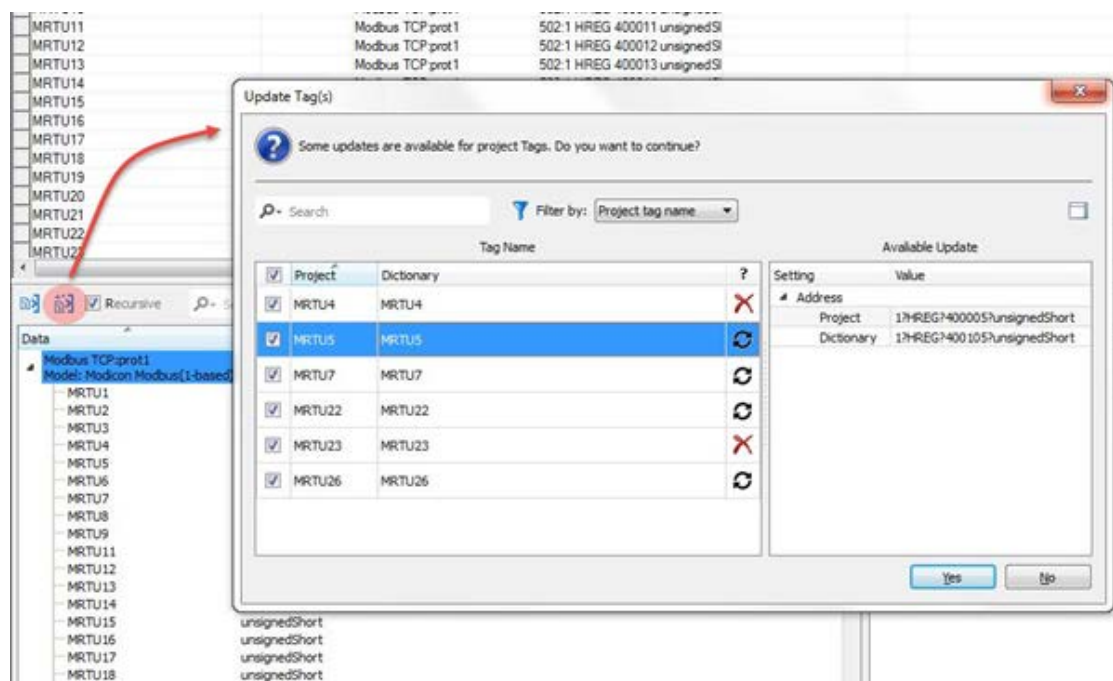 MRTU11 Modbus TCP:prot1 502:1 HREG 400011 unsignedSl
MRTU12 Modbus TCP:prot1 502:1 HREG 400012 unsignedSl
MRTU13 Modbus TCP:prot1 502:1 HREG 400013 unsignedSl
MRTU14
MRTU15
MRTU16
MRTU17
MRTU18
MRTU19
MRTU20
MRTU21
MRTU22
Update Tag(s)
Some updates are available for project Tags. Do you want to continue?
Search Filter by: Project tag name
Tag Name Available Update
Project Dictionary ? Setting Value
MRTU4 MRTU4
MRTU5 MRTU5
MRTU7 MRTU7
MRTU22 MRTU22
MRTU23 MRTU23
MRTU26 MRTU26
Address
Project 1?HREG?400005?unsignedShort
Dictionary 1?HREG?400105?unsignedShort
Yes No
Recursive
Data
Modbus TCP:prot1
Model: Modicon Modbus(1-based)
MRTU1
MRTU2
MRTU3
MRTU4
MRTU5
MRTU6
MRTU7
MRTU8
MRTU9
MRTU11
MRTU12
MRTU13
MRTU14
MRTU15 unsignedShort
MRTU16 unsignedShort
MRTU17 unsignedShort
MRTU18 unsignedShort